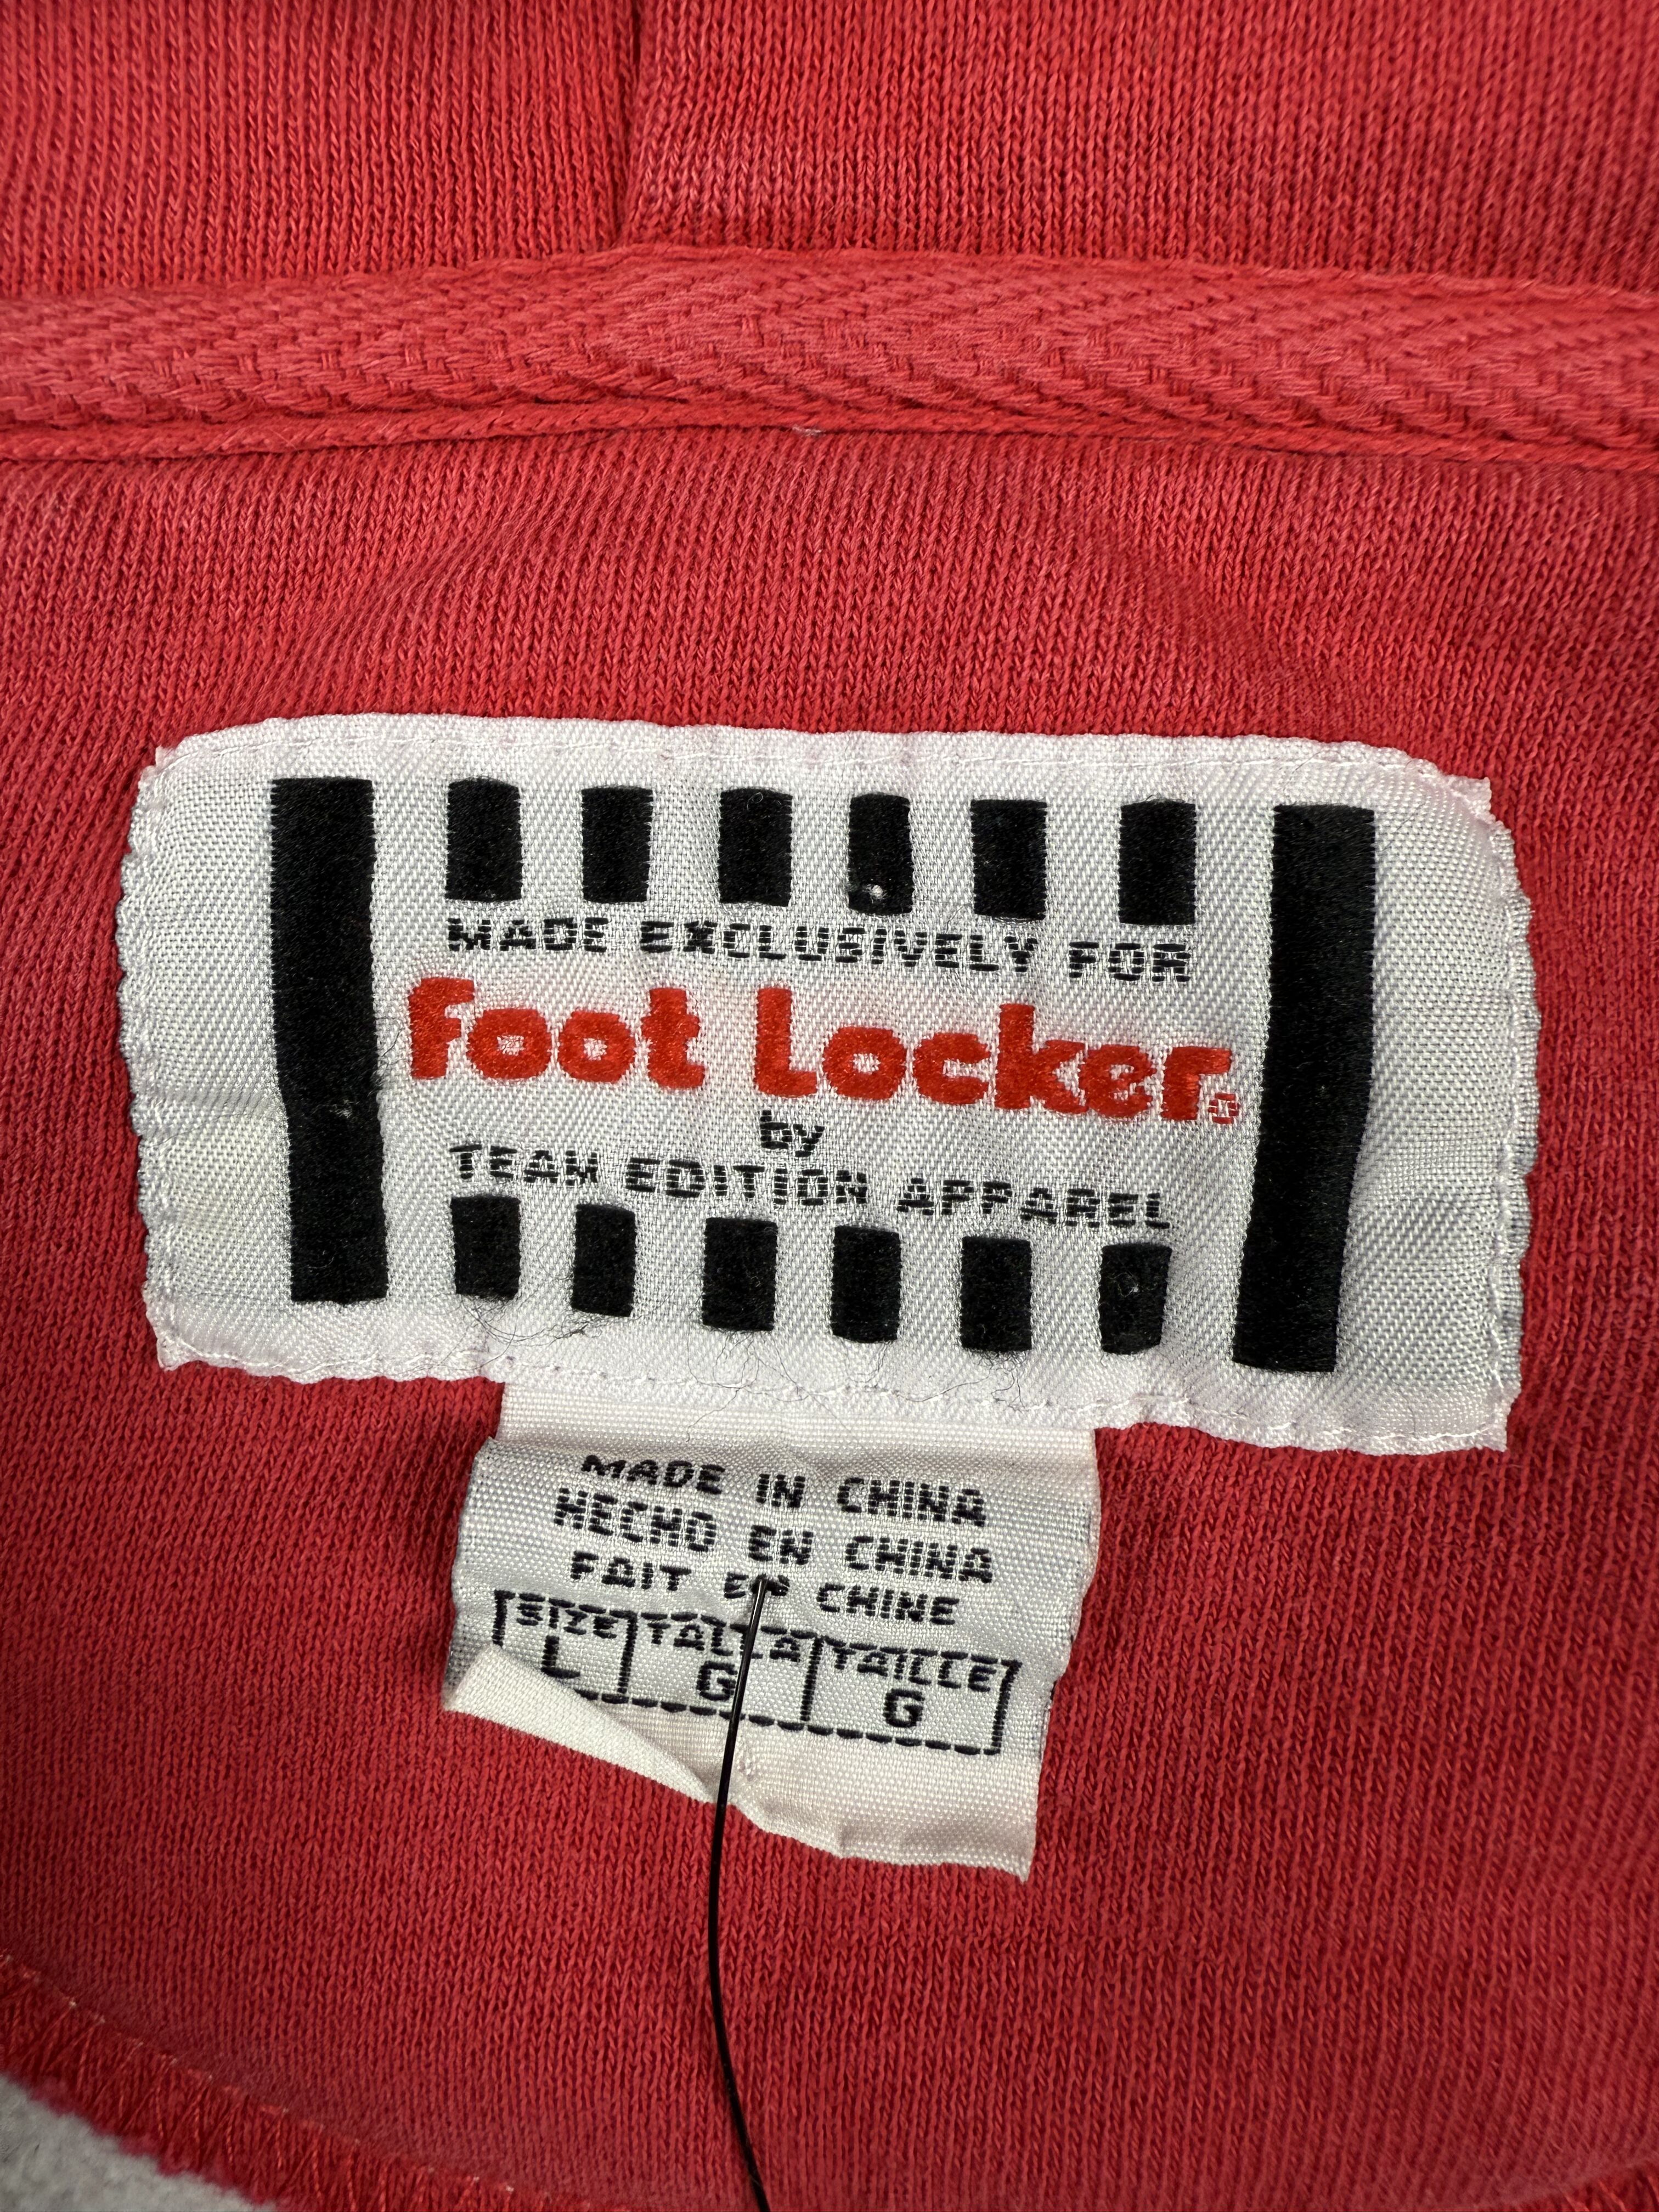 MADE EXCLUSIVELY FOR
foot Locker®
by
TEAM EDITION APPAREL
MADE IN CHINA
HECHO EN CHINA
FAIT EN CHINE
SIZE TALLA TAILLE
L G G